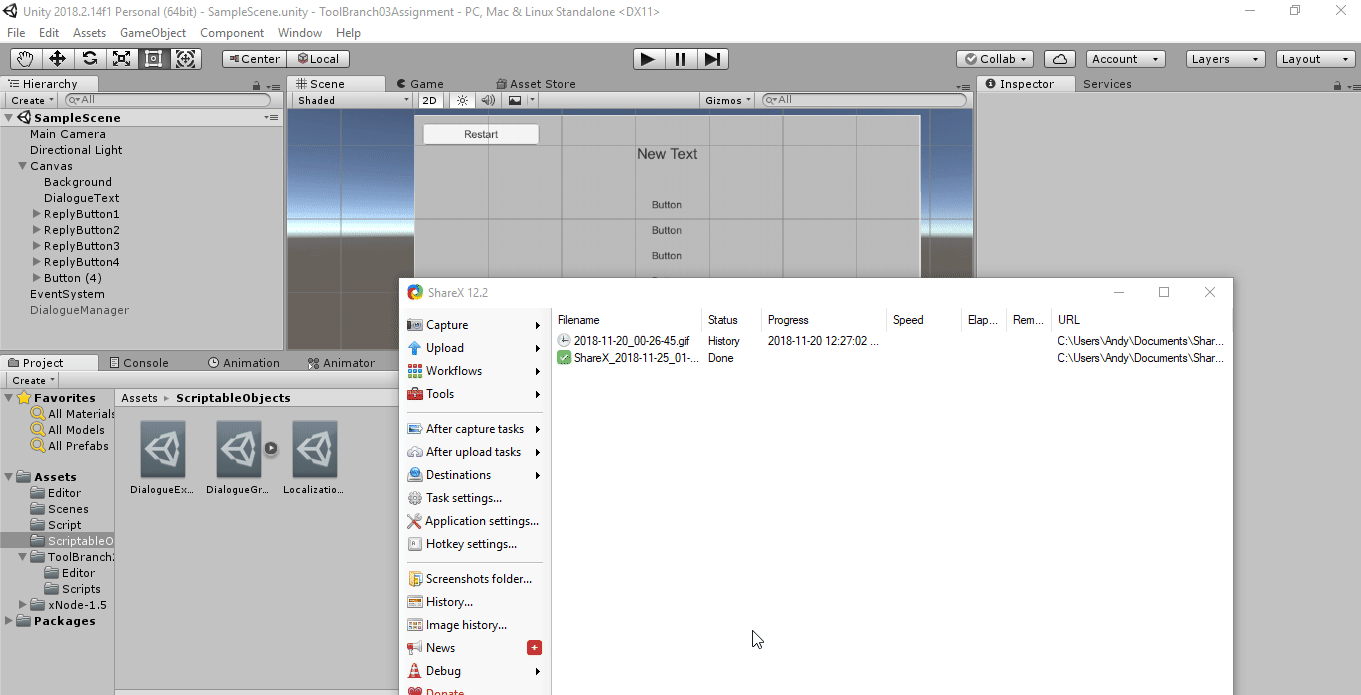 Unity 2018.2.14f1 Personal (64bit) - SampleScene.unity - ToolBranch03Assignment - PC, Mac & Linux Standalone <DX11>
File Edit Assets GameObject Component Window Help
Center Local Collab Account Layers Layout
Hierarchy
Create All
SampleScene
Main Camera
Directional Light
Canvas
Background
DialogueText
ReplyButton1
ReplyButton2
ReplyButton3
ReplyButton4
Button (4)
EventSystem
DialogueManager
Scene Game Asset Store
Shaded 2D Gizmos All
Restart
New Text
Button
Button
Button
Inspector Services
Project Console Animation Animator
Create
Favorites
All Materials
All Models
All Prefabs
Assets
Editor
Scenes
Script
ScriptableO
ToolBranch
Editor
Scripts
xNode-1.5
Packages
Assets ScriptableObjects
DialogueEx... DialogueGr... Localizatio...
ShareX 12.2
Capture
Upload
Workflows
Tools
After capture tasks
After upload tasks
Destinations
Task settings...
Application settings...
Hotkey settings...
Screenshots folder...
History...
Image history...
News +
Debug
Donate
Filename Status Progress Speed Elap... Rem... URL
2018-11-20_00-26-45.gif History 2018-11-20 12:27:02 ... C:\Users\Andy\Documents\Shar...
ShareX_2018-11-25_01-... Done C:\Users\Andy\Documents\Shar...